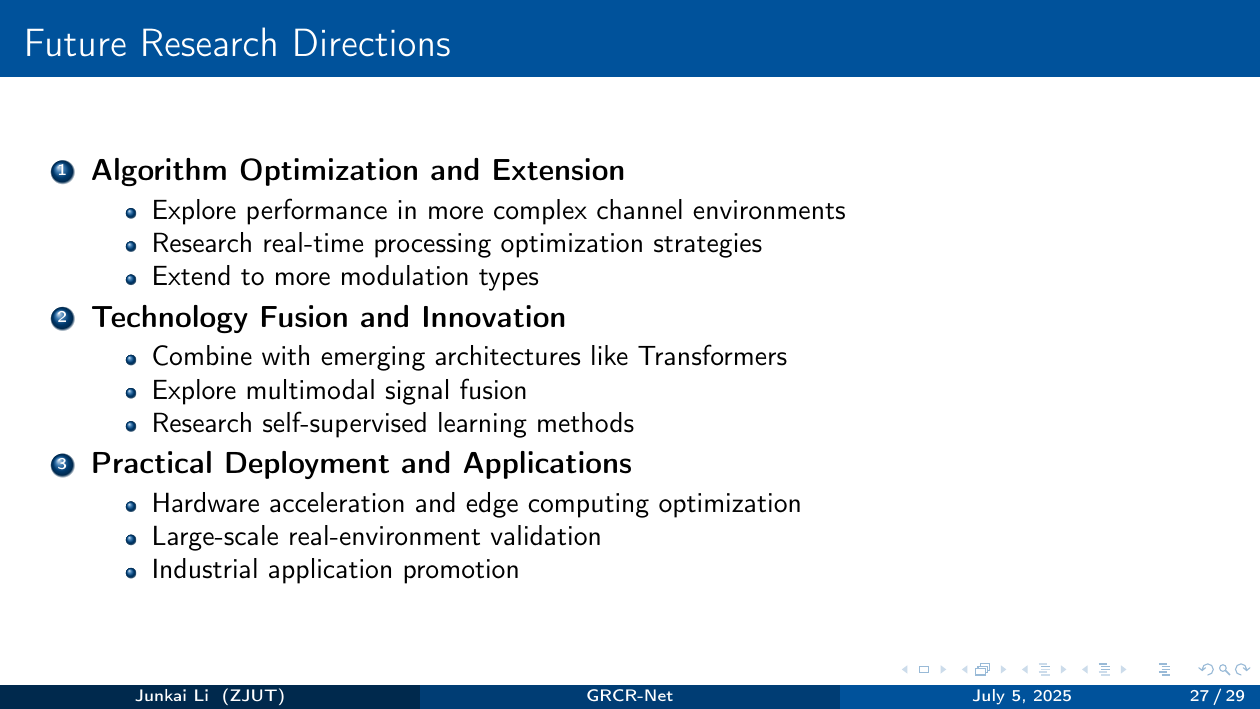 Future Research Directions
1 Algorithm Optimization and Extension
Explore performance in more complex channel environments
Research real-time processing optimization strategies
Extend to more modulation types
2 Technology Fusion and Innovation
Combine with emerging architectures like Transformers
Explore multimodal signal fusion
Research self-supervised learning methods
3 Practical Deployment and Applications
Hardware acceleration and edge computing optimization
Large-scale real-environment validation
Industrial application promotion
Junkai Li (ZJUT) GRCR-Net July 5, 2025 27 / 29